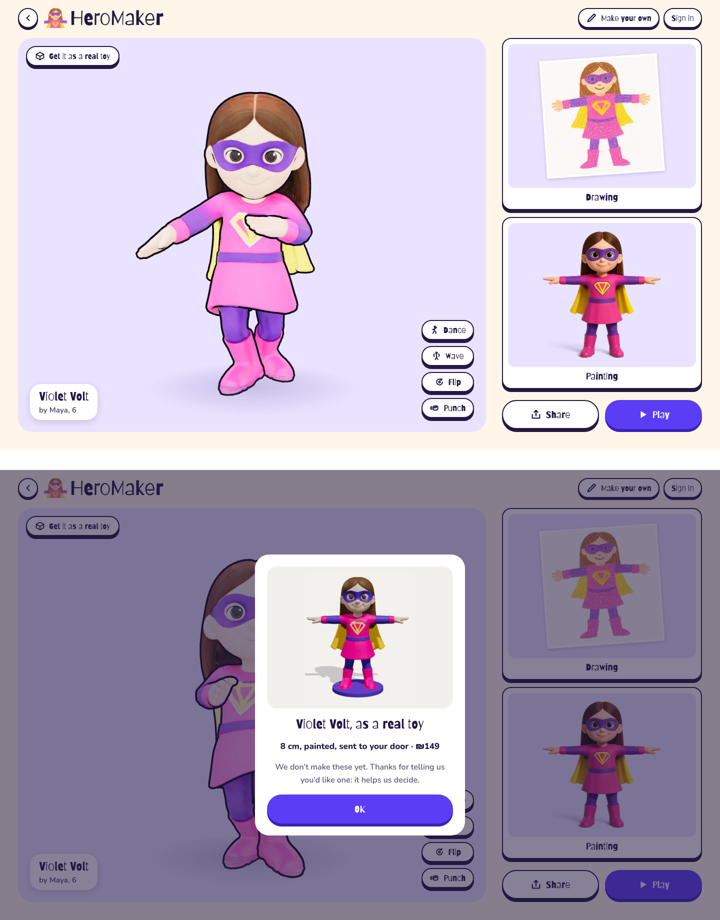 HeroMaker
Make your own
Sign in
Get it as a real toy
Drawing
Dance
Wave
Flip
Punch
Painting
Violet Volt
by Maya, 6
Share
Play
HeroMaker
Make your own
Sign in
Get it as a real toy
Drawing
Violet Volt, as a real toy
8 cm, painted, sent to your door · ₪149
We don't make these yet. Thanks for telling us
you'd like one: it helps us decide.
Ok
Flip
Punch
Painting
Violet Volt
by Maya, 6
Share
Play